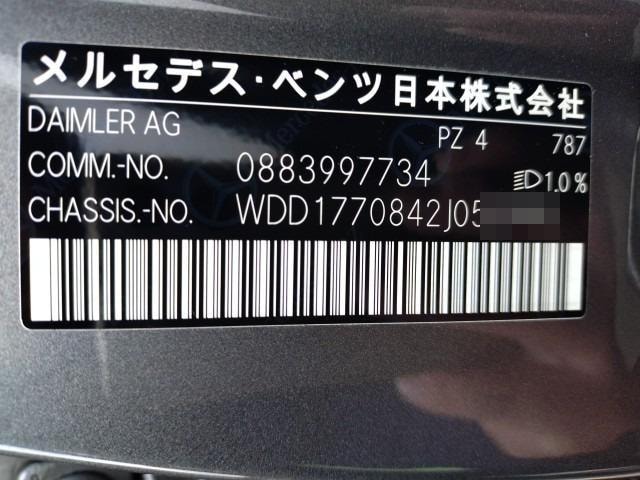 メルセデス・ベンツ日本株式会社
DAIMLER AG PZ 4 787
COMM.-NO. 0883997734 1.0%
CHASSIS.-NO. WDD1770842J05